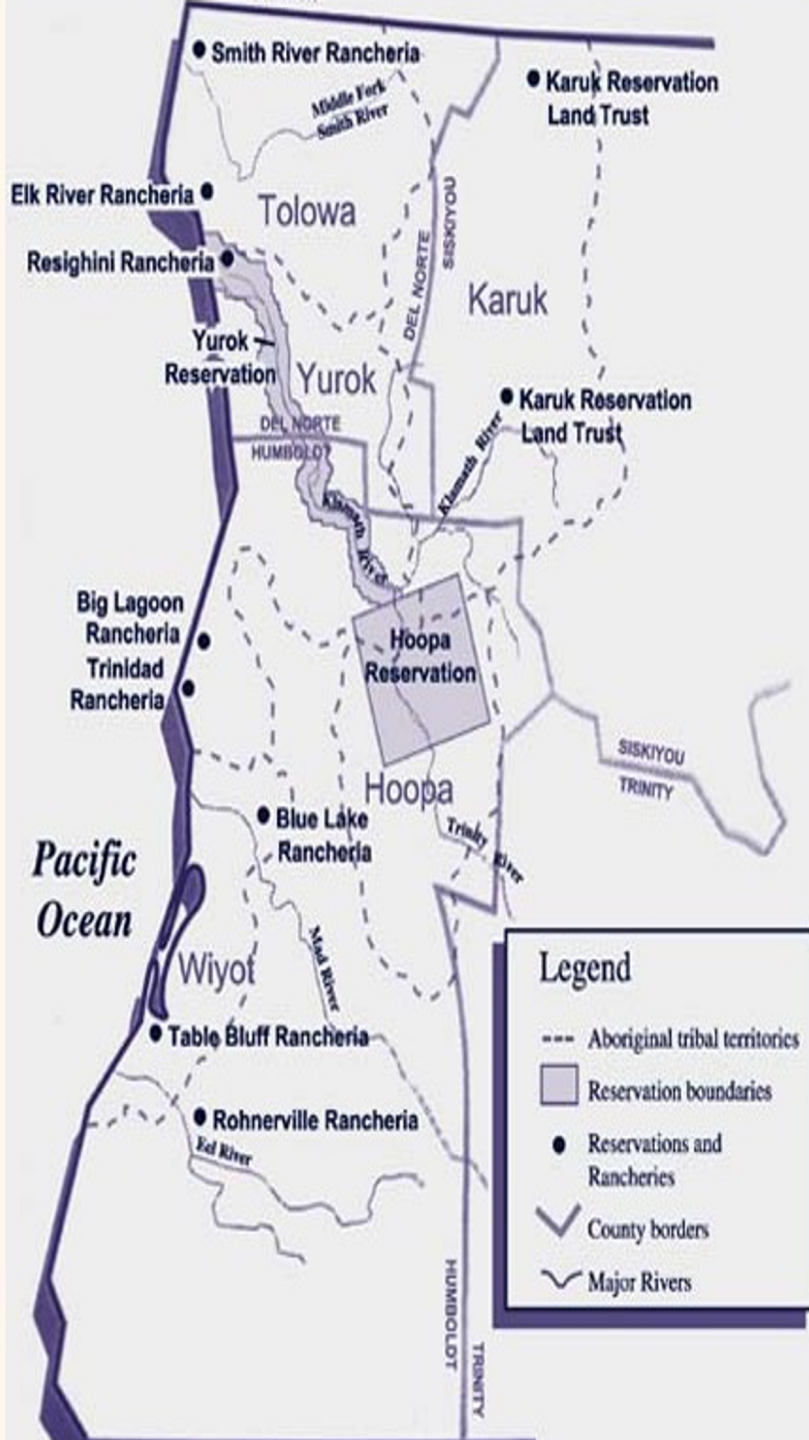 Smith River Rancheria
Karuk Reservation
Land Trust
Middle Fork
Smith River
Elk River Rancheria
Tolowa
SISKIYOU
DEL NORTE
Resighini Rancheria
Karuk
Yurok
Reservation
Yurok
Karuk Reservation
Land Trust
DEL NORTE
HUMBOLDT
Klamath River
Klamath River
Big Lagoon
Rancheria
Trinidad
Rancheria
Hoopa
Reservation
SISKIYOU
TRINITY
Hoopa
Blue Lake
Rancheria
Trinity River
Pacific
Ocean
Mad River
Wiyot
Table Bluff Rancheria
Rohnerville Rancheria
Eel River
HUMBOLDT
TRINITY
Legend
Aboriginal tribal territories
Reservation boundaries
Reservations and
Rancheries
County borders
Major Rivers